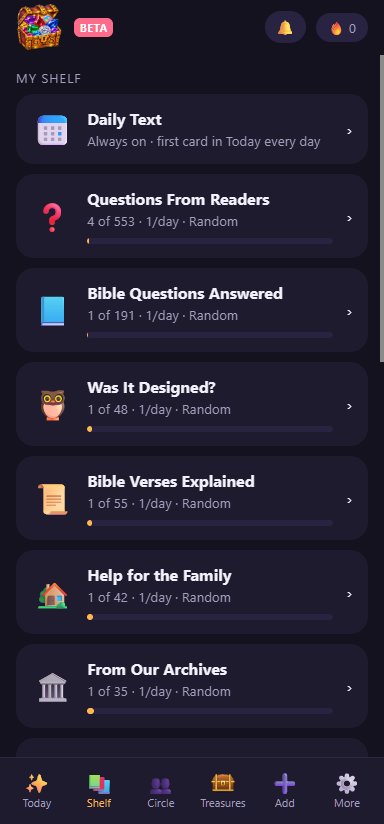 BETA
0
MY SHELF
Daily Text
Always on · first card in Today every day
Questions From Readers
4 of 553 · 1/day · Random
Bible Questions Answered
1 of 191 · 1/day · Random
Was It Designed?
1 of 48 · 1/day · Random
Bible Verses Explained
1 of 55 · 1/day · Random
Help for the Family
1 of 42 · 1/day · Random
From Our Archives
1 of 35 · 1/day · Random
Today Shelf Circle Treasures Add More